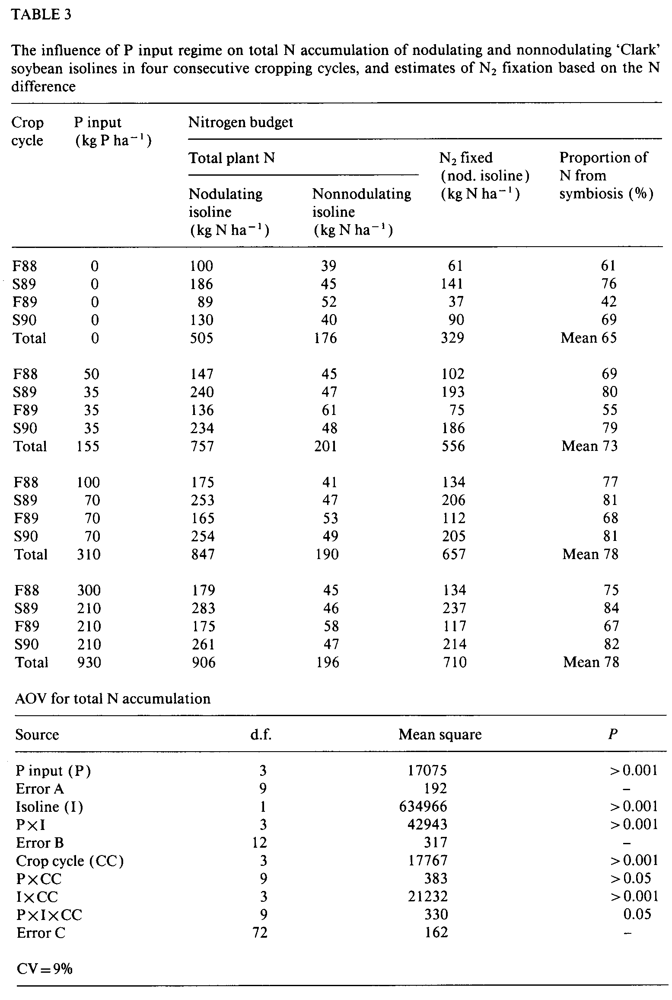 TABLE 3
The influence of P input regime on total N accumulation of nodulating and nonnodulating ‘Clark’
soybean isolines in four consecutive cropping cycles, and estimates of N₂ fixation based on the N
difference
Crop P input Nitrogen budget
cycle (kg P ha⁻¹)
Total plant N N₂ fixed Proportion of
(nod. isoline) N from
Nodulating Nonnodulating (kg N ha⁻¹) symbiosis (%)
isoline isoline
(kg N ha⁻¹) (kg N ha⁻¹)
F88 0 100 39 61 61
S89 0 186 45 141 76
F89 0 89 52 37 42
S90 0 130 40 90 69
Total 0 505 176 329 Mean 65
F88 50 147 45 102 69
S89 35 240 47 193 80
F89 35 136 61 75 55
S90 35 234 48 186 79
Total 155 757 201 556 Mean 73
F88 100 175 41 134 77
S89 70 253 47 206 81
F89 70 165 53 112 68
S90 70 254 49 205 81
Total 310 847 190 657 Mean 78
F88 300 179 45 134 75
S89 210 283 46 237 84
F89 210 175 58 117 67
S90 210 261 47 214 82
Total 930 906 196 710 Mean 78
AOV for total N accumulation
Source d.f. Mean square P
P input (P) 3 17075 >0.001
Error A 9 192 –
Isoline (I) 1 634966 >0.001
P×I 3 42943 >0.001
Error B 12 317 –
Crop cycle (CC) 3 17767 >0.001
P×CC 9 383 >0.05
I×CC 3 21232 >0.001
P×I×CC 9 330 0.05
Error C 72 162 –
CV=9%